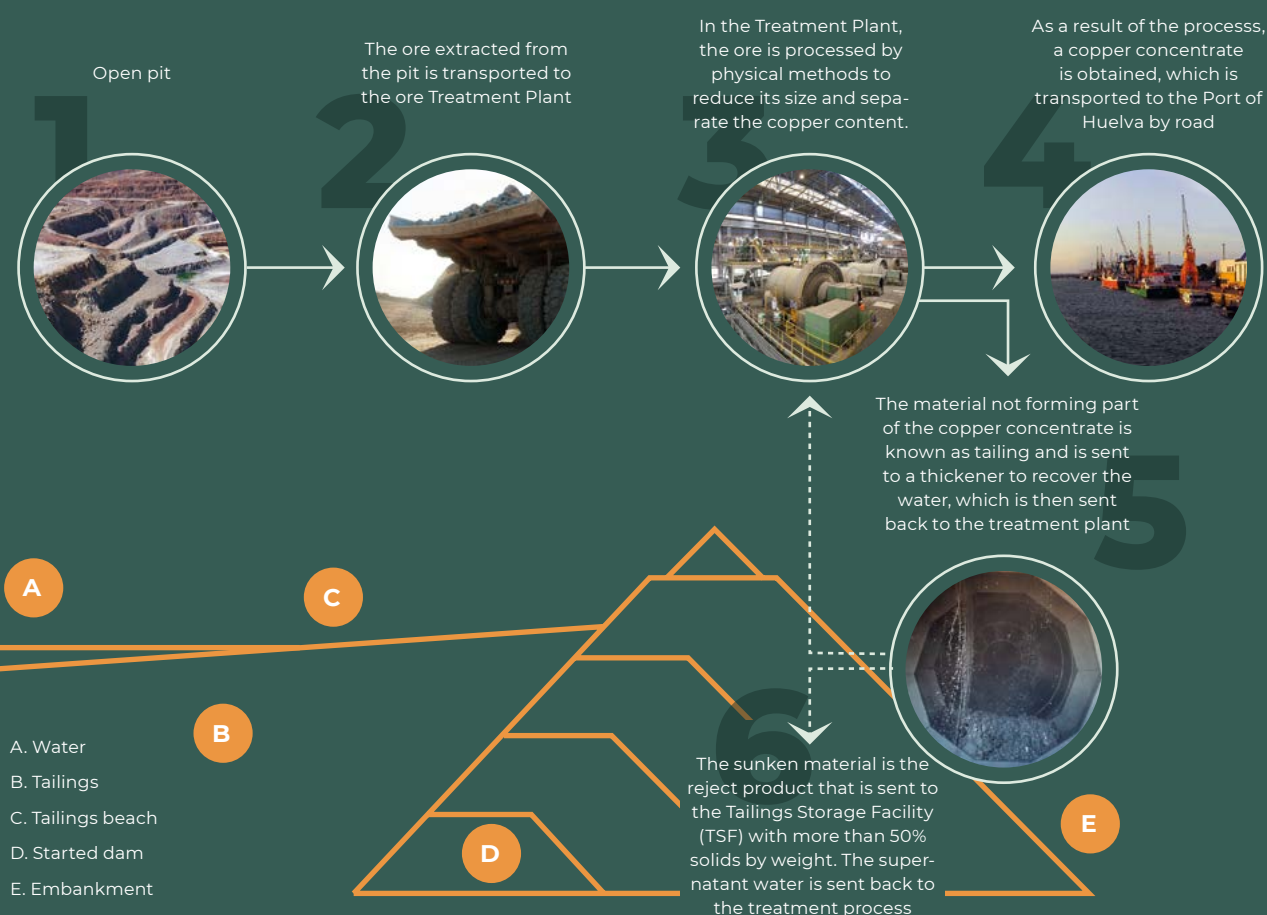 1
Open pit
2
The ore extracted from
the pit is transported to
the ore Treatment Plant
3
In the Treatment Plant,
the ore is processed by
physical methods to
reduce its size and sepa-
rate the copper content.
4
As a result of the processs,
a copper concentrate
is obtained, which is
transported to the Port of
Huelva by road
5
The material not forming part
of the copper concentrate is
known as tailing and is sent
to a thickener to recover the
water, which is then sent
back to the treatment plant
6
The sunken material is the
reject product that is sent to
the Tailings Storage Facility
(TSF) with more than 50%
solids by weight. The super-
natant water is sent back to
the treatment process
A
C
B
D
E
A. Water
B. Tailings
C. Tailings beach
D. Started dam
E. Embankment